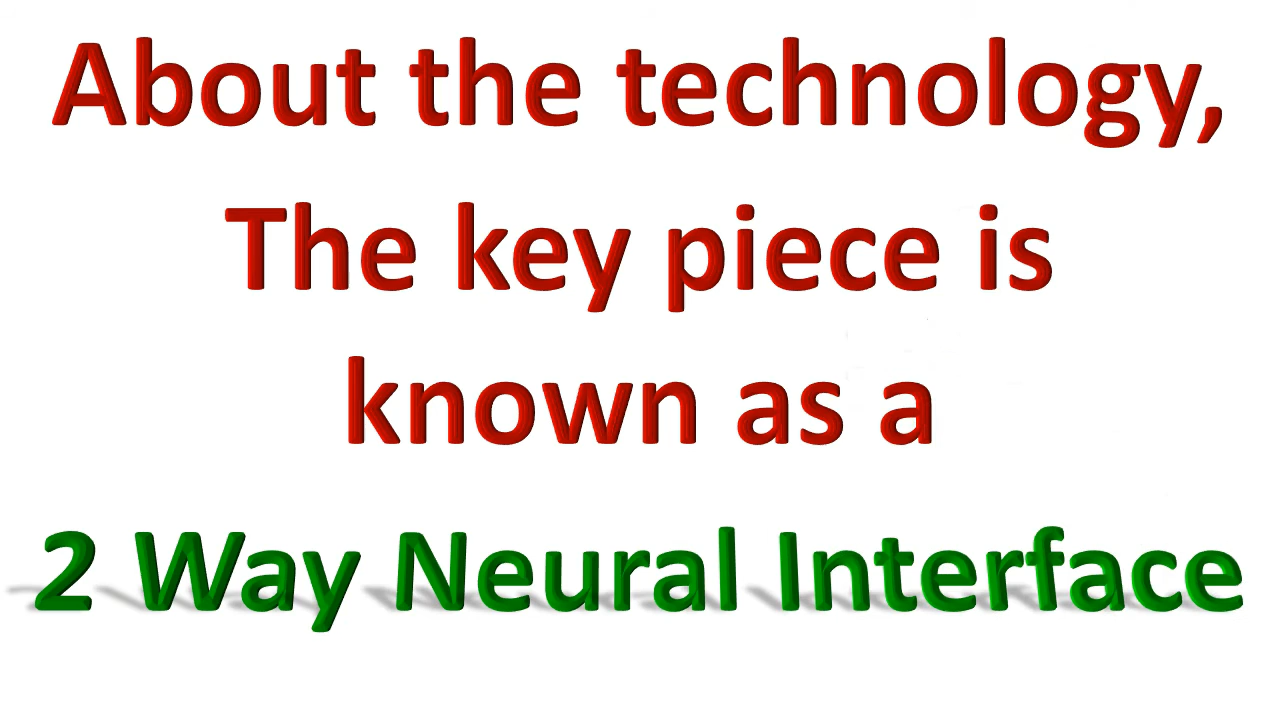 About the technology,
The key piece is
known as a
2 Way Neural Interface